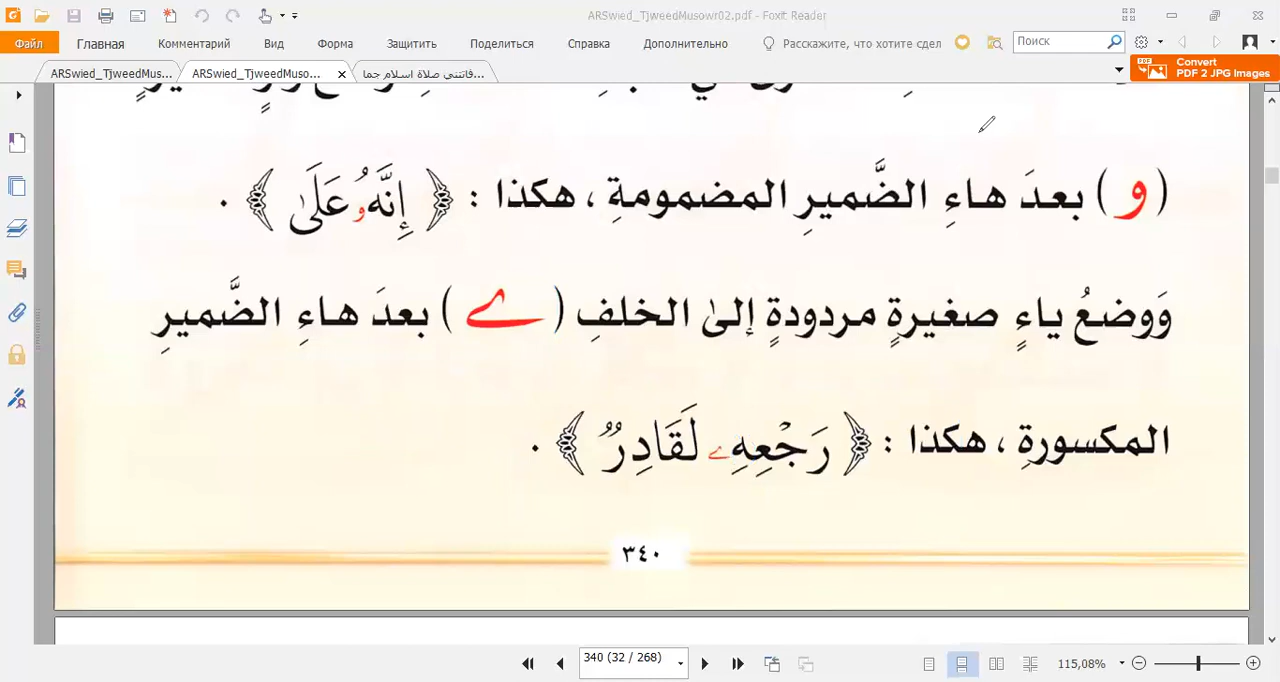 ARSwied_TjweedMusowr02.pdf - Foxit Reader
Файл Главная Комментарий Вид Форма Защитить Поделиться Справка Дополнительно Расскажите, что хотите сдел Поиск
ARSwied_TjweedMus... ARSwied_TjweedMuso... فاتتني صلاة اسلام جما...
Convert
PDF 2 JPG Images
( و ) بعدَ هاءِ الضَّميرِ المضمومةِ ، هكذا : ﴿ إِنَّهُۥ عَلَىٰ ﴾ .
وَوضعُ ياءٍ صغيرةٍ مردودةٍ إلىٰ الخلفِ ( ے ) بعدَ هاءِ الضَّميرِ
المكسورةِ ، هكذا : ﴿ رَجْعِهِۦ لَقَادِرٌ ﴾ .
٣٤٠
340 (32 / 268) 115,08%